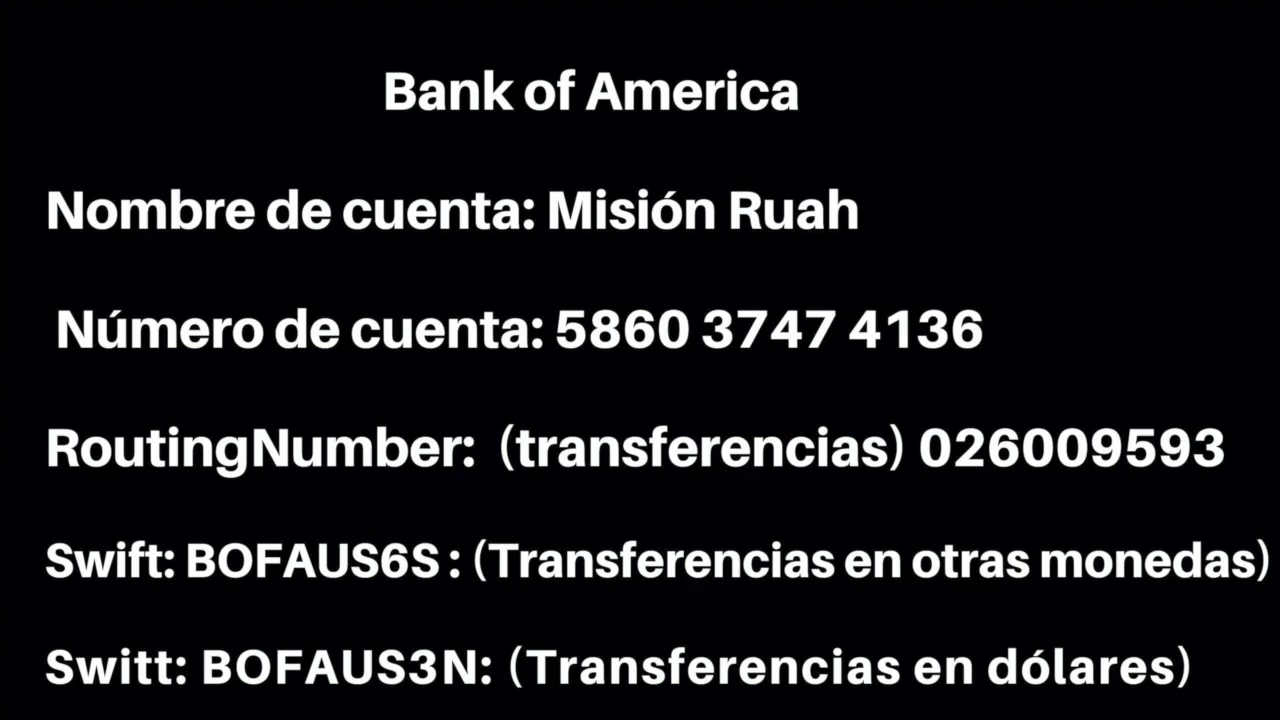 Bank of America
Nombre de cuenta: Misión Ruah
Número de cuenta: 5860 3747 4136
RoutingNumber: (transferencias) 026009593
Swift: BOFAUS6S : (Transferencias en otras monedas)
Switt: BOFAUS3N: (Transferencias en dólares)